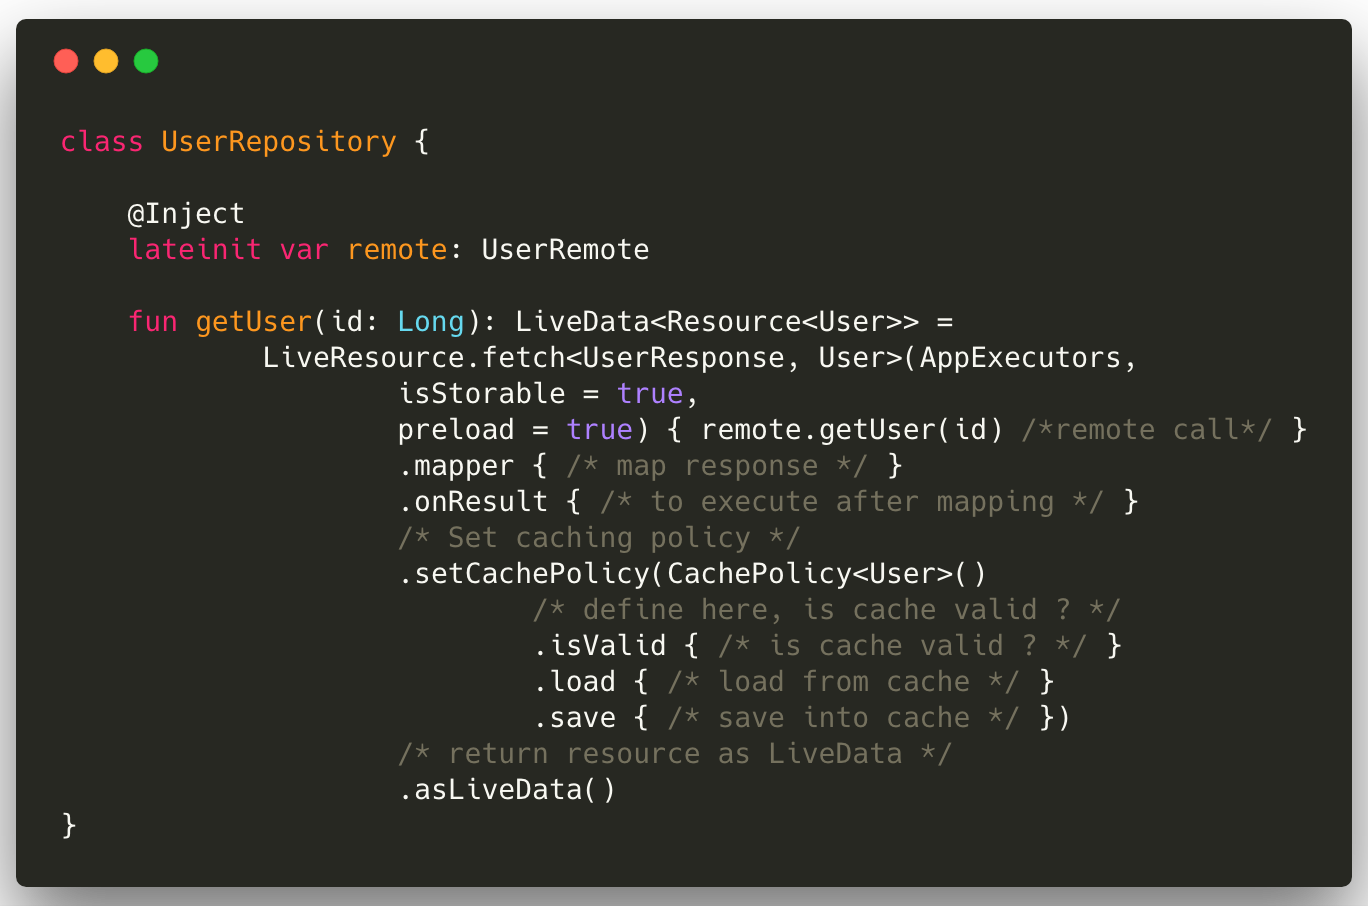 class UserRepository {
@Inject
lateinit var remote: UserRemote
fun getUser(id: Long): LiveData<Resource<User>> =
LiveResource.fetch<UserResponse, User>(AppExecutors,
isStorable = true,
preload = true) { remote.getUser(id) /*remote call*/ }
.mapper { /* map response */ }
.onResult { /* to execute after mapping */ }
/* Set caching policy */
.setCachePolicy(CachePolicy<User>()
/* define here, is cache valid ? */
.isValid { /* is cache valid ? */ }
.load { /* load from cache */ }
.save { /* save into cache */ })
/* return resource as LiveData */
.asLiveData()
}